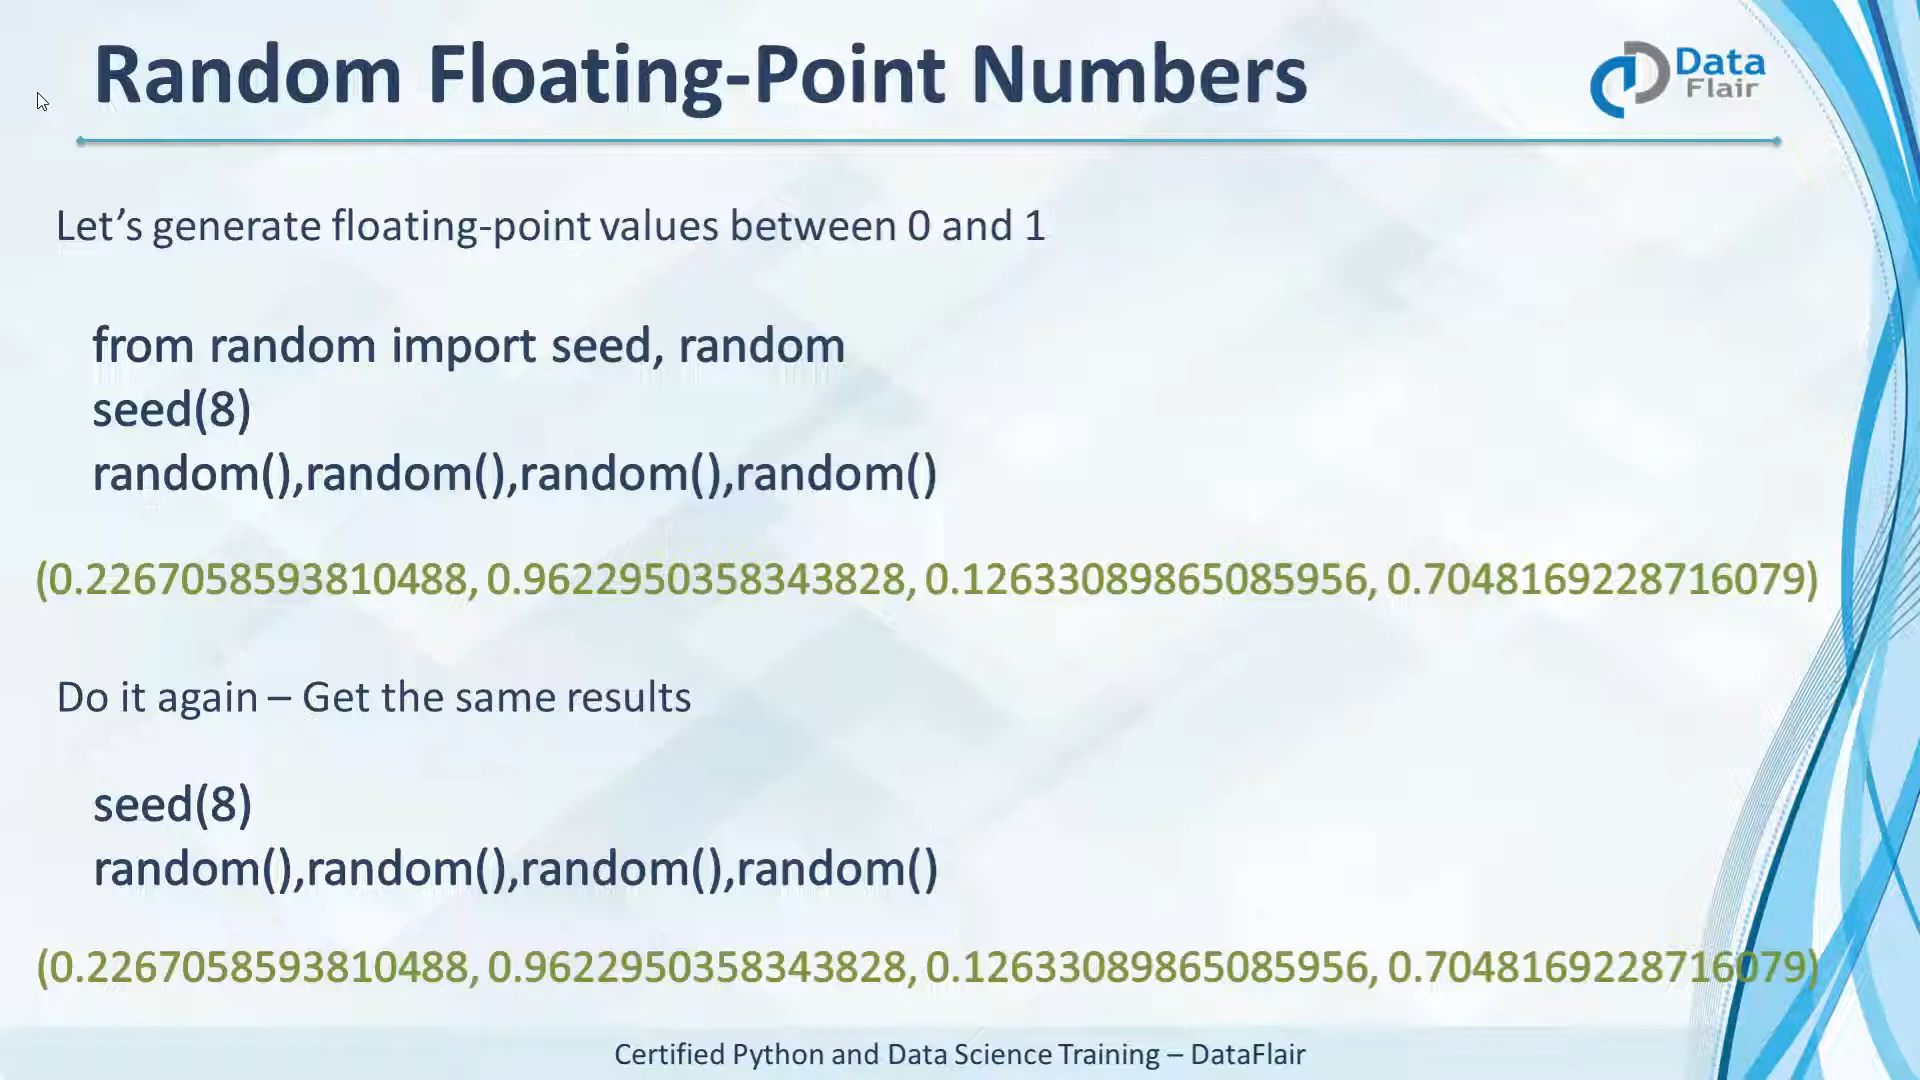 Random Floating-Point Numbers
Data
Flair
Let’s generate floating-point values between 0 and 1
from random import seed, random
seed(8)
random(),random(),random(),random()
(0.2267058593810488, 0.9622950358343828, 0.12633089865085956, 0.7048169228716079)
Do it again – Get the same results
seed(8)
random(),random(),random(),random()
(0.2267058593810488, 0.9622950358343828, 0.12633089865085956, 0.7048169228716079)
Certified Python and Data Science Training – DataFlair